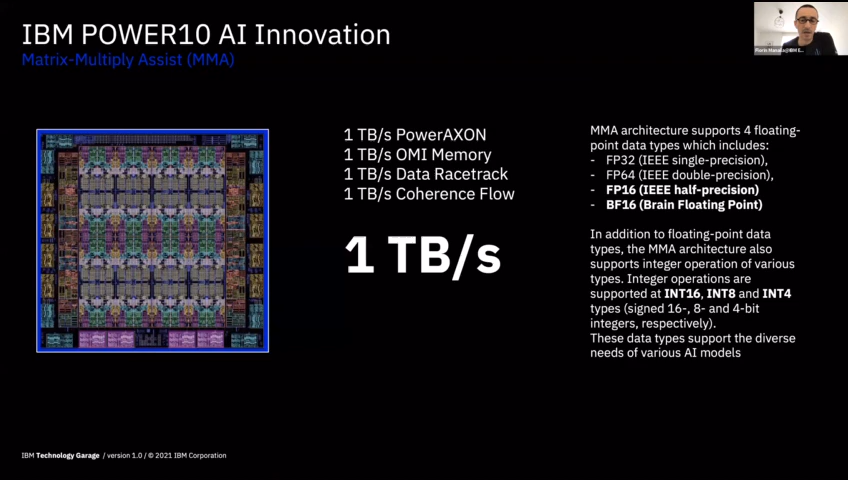 IBM POWER10 AI Innovation
Matrix-Multiply Assist (MMA)
1 TB/s PowerAXON
1 TB/s OMI Memory
1 TB/s Data Racetrack
1 TB/s Coherence Flow
1 TB/s
MMA architecture supports 4 floating-
point data types which includes:
- FP32 (IEEE single-precision),
- FP64 (IEEE double-precision),
- FP16 (IEEE half-precision)
- BF16 (Brain Floating Point)
In addition to floating-point data
types, the MMA architecture also
supports integer operation of various
types. Integer operations are
supported at INT16, INT8 and INT4
types (signed 16-, 8- and 4-bit
integers, respectively).
These data types support the diverse
needs of various AI models
IBM Technology Garage / version 1.0 / © 2021 IBM Corporation